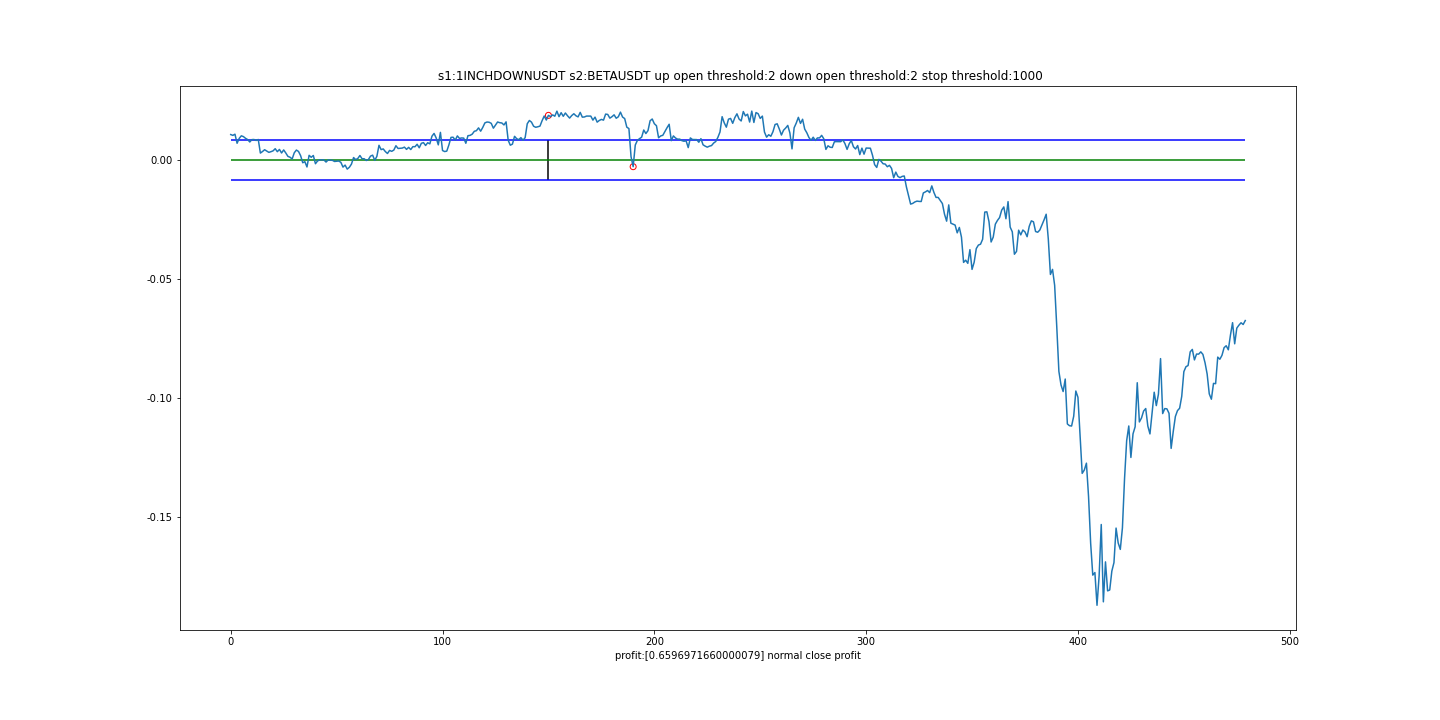 s1:1INCHDOWNUSDT s2:BETAUSDT up open threshold:2 down open threshold:2 stop threshold:1000
0.00
-0.05
-0.10
-0.15
0 100 200 300 400 500
profit:[0.6596971660000079] normal close profit